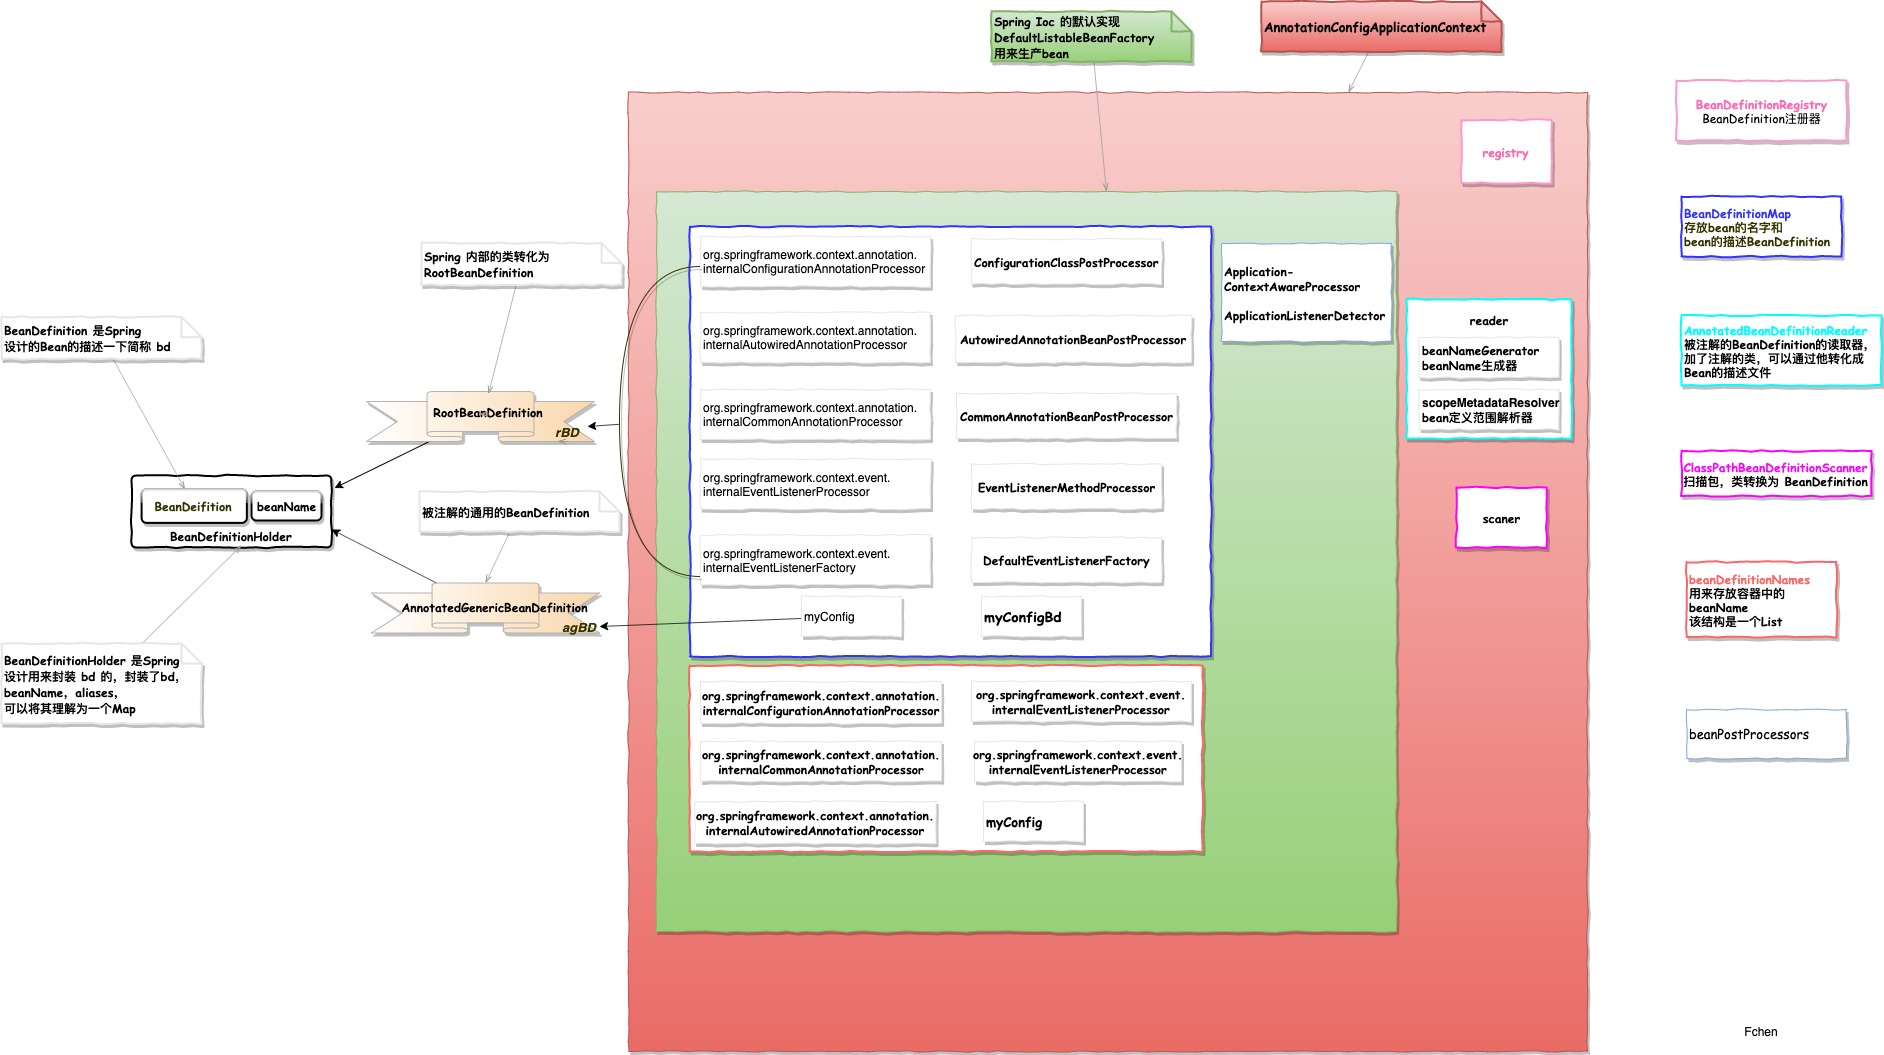 Spring Ioc 的默认实现
DefaultListableBeanFactory
用来生产bean
AnnotationConfigApplicationContext
BeanDefinitionRegistry
BeanDefinition注册器
registry
BeanDefinitionMap
存放bean的名字和
bean的描述BeanDefinition
Spring 内部的类转化为
RootBeanDefinition
org.springframework.context.annotation.
internalConfigurationAnnotationProcessor
ConfigurationClassPostProcessor
Application-
ContextAwareProcessor
ApplicationListenerDetector
BeanDefinition 是Spring
设计的Bean的描述一下简称 bd
org.springframework.context.annotation.
internalAutowiredAnnotationProcessor
AutowiredAnnotationBeanPostProcessor
reader
beanNameGenerator
beanName生成器
scopeMetadataResolver
bean定义范围解析器
AnnotatedBeanDefinitionReader
被注解的BeanDefinition的读取器，
加了注解的类，可以通过他转化成
Bean的描述文件
RootBeanDefinition
rBD
org.springframework.context.annotation.
internalCommonAnnotationProcessor
CommonAnnotationBeanPostProcessor
ClassPathBeanDefinitionScanner
扫描包，类转换为 BeanDefinition
BeanDeifition
beanName
BeanDefinitionHolder
被注解的通用的BeanDefinition
org.springframework.context.event.
internalEventListenerProcessor
EventListenerMethodProcessor
scaner
org.springframework.context.event.
internalEventListenerFactory
DefaultEventListenerFactory
AnnotatedGenericBeanDefinition
agBD
myConfig
myConfigBd
beanDefinitionNames
用来存放容器中的
beanName
该结构是一个List
BeanDefinitionHolder 是Spring
设计用来封装 bd 的，封装了bd，
beanName，aliases，
可以将其理解为一个Map
org.springframework.context.annotation.
internalConfigurationAnnotationProcessor
org.springframework.context.event.
internalEventListenerProcessor
org.springframework.context.annotation.
internalCommonAnnotationProcessor
org.springframework.context.event.
internalEventListenerProcessor
beanPostProcessors
org.springframework.context.annotation.
internalAutowiredAnnotationProcessor
myConfig
Fchen